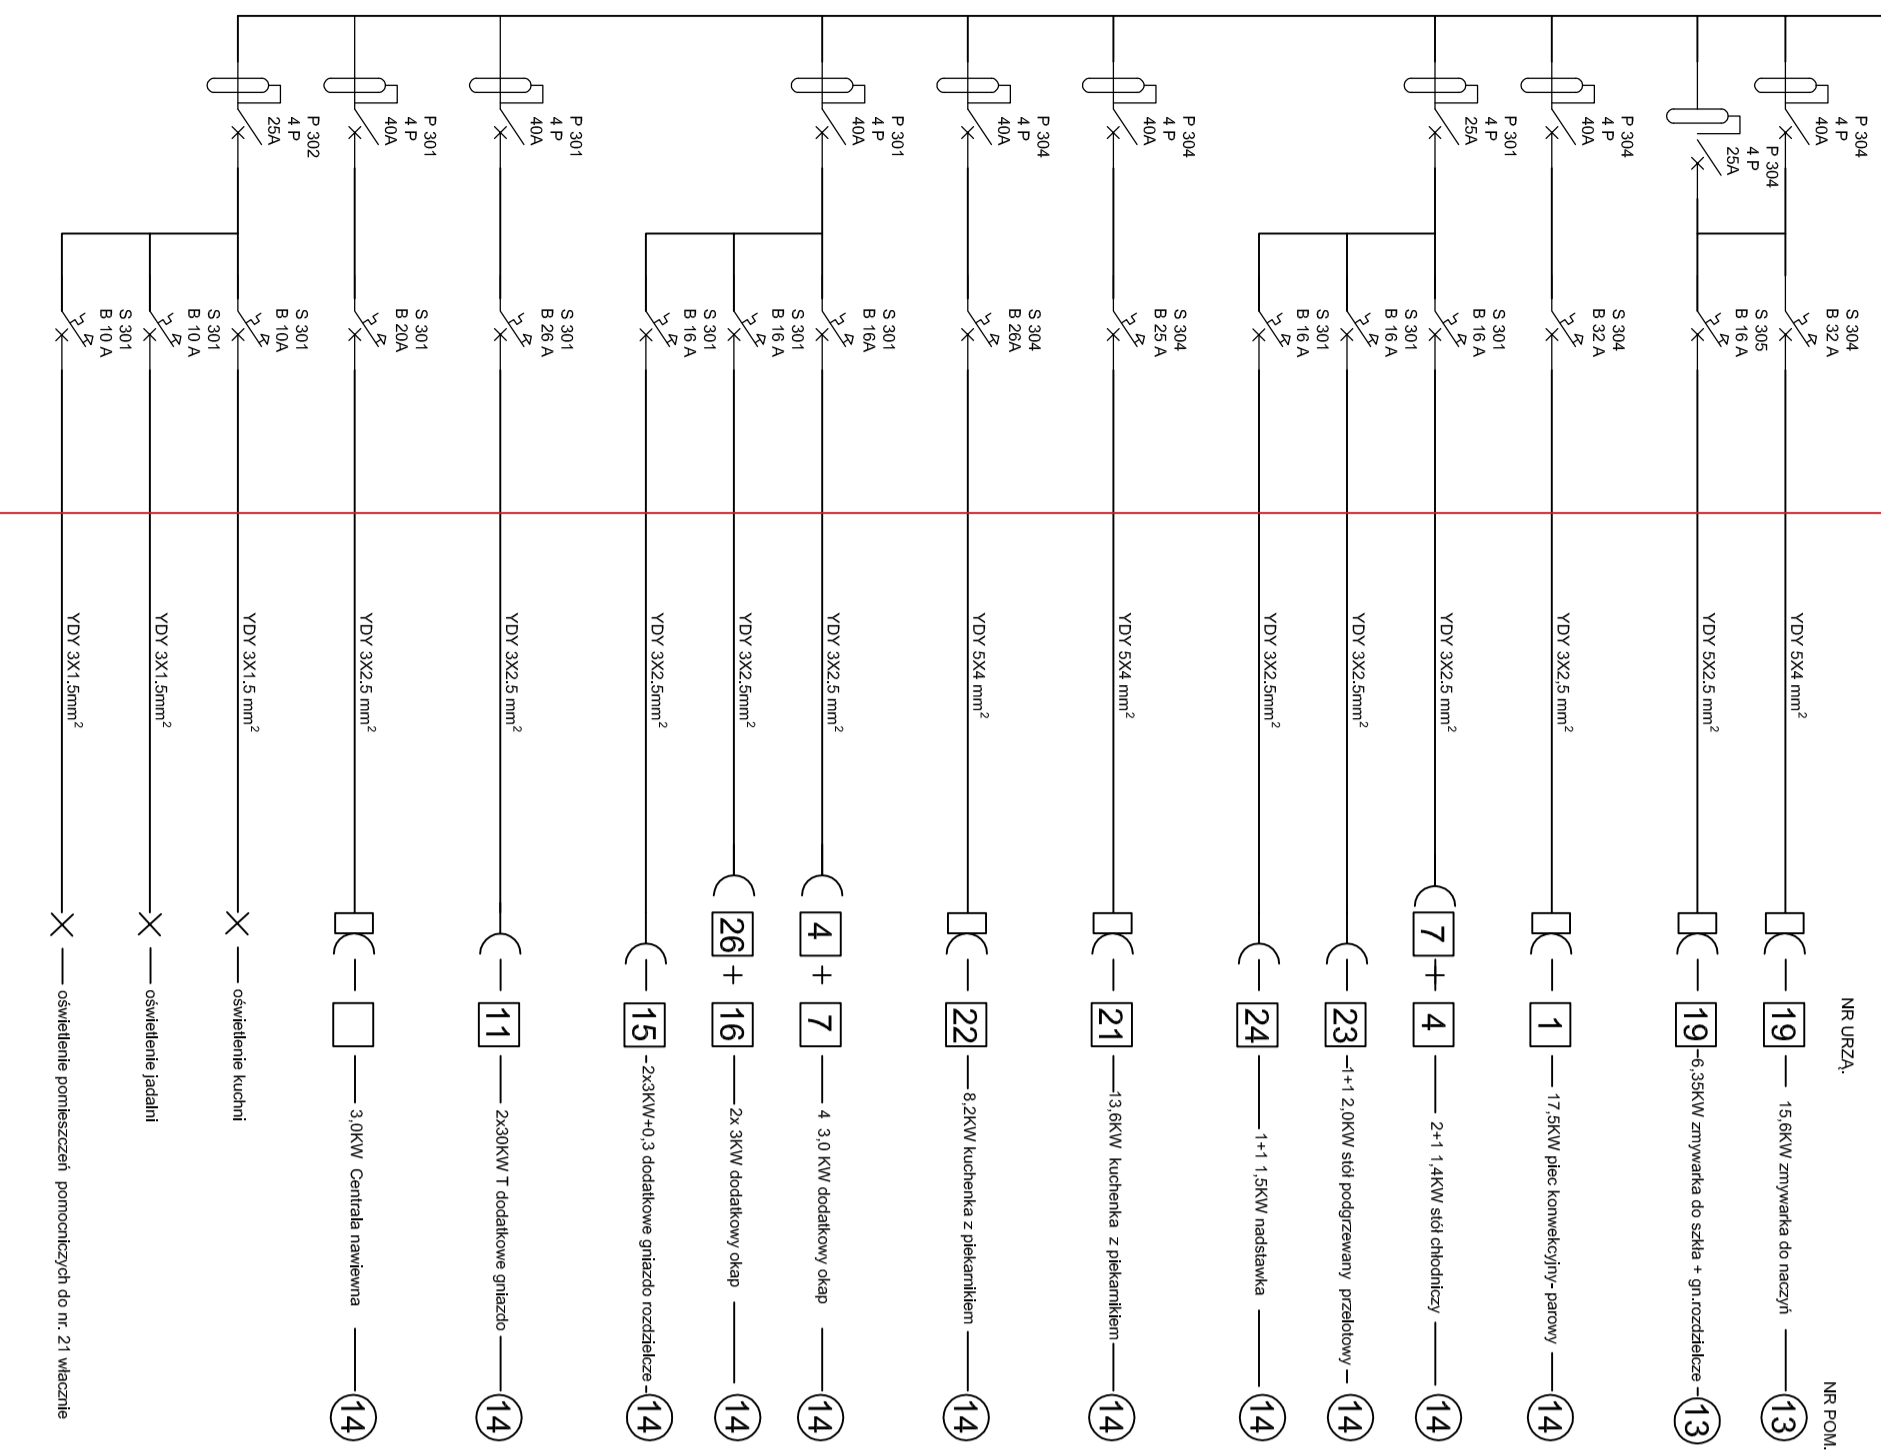 P 302
4 P
25A
P 301
4 P
40A
P 301
4 P
40A
P 301
4 P
40A
P 304
4 P
40A
P 304
4 P
40A
P 301
4 P
25A
P 304
4 P
40A
P 304
4 P
25A
P 304
4 P
40A
S 301
B 10 A
S 301
B 10 A
S 301
B 10A
S 301
B 20A
S 301
B 26 A
S 301
B 16 A
S 301
B 16 A
S 301
B 16A
S 304
B 26A
S 304
B 25 A
S 301
B 16 A
S 301
B 16 A
S 301
B 16 A
S 304
B 32 A
S 305
B 16 A
S 304
B 32 A
YDY 3X1.5mm²
YDY 3X1.5mm²
YDY 3X1.5 mm²
YDY 3X2.5 mm²
YDY 3X2.5 mm²
YDY 3X2.5mm²
YDY 3X2.5mm²
YDY 3X2.5 mm²
YDY 5X4 mm²
YDY 5X4 mm²
YDY 3X2.5mm²
YDY 3X2.5mm²
YDY 3X2.5 mm²
YDY 3X2,5 mm²
YDY 5X2.5 mm²
YDY 5X4 mm²
NR URZĄ.
11
15
26 + 16
4 + 7
22
21
24
23
7 + 4
1
19
19
oświetlenie pomieszczeń pomocniczych do nr. 21 włacznie
oświetlenie jadalni
oświetlenie kuchni
3,0KW Centrala nawiewna
2x30KW T dodatkowe gniazdo
2x3KW+0,3 dodatkowe gniazdo rozdzielcze
2x 3KW dodatkowy okap
4 3,0 KW dodatkowy okap
8,2KW kuchenka z piekarnikiem
13,6KW kuchenka z piekarnikiem
1+1 1,5KW nadstawka
1+1 2,0KW stół podgrzewany przelotowy
2+1 1,4KW stół chłodniczy
17,5KW piec konwekcyjny- parowy
6,35KW zmywarka do szkła + gn.rozdzielcze
15,6KW zmywarka do naczyń
NR POM.
14
14
14
14
14
14
14
14
14
14
14
13
13